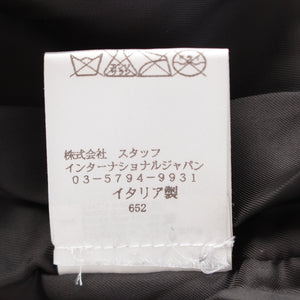 株式会社 スタッフ
インターナショナルジャパン
03-5794-9931
イタリア製
652